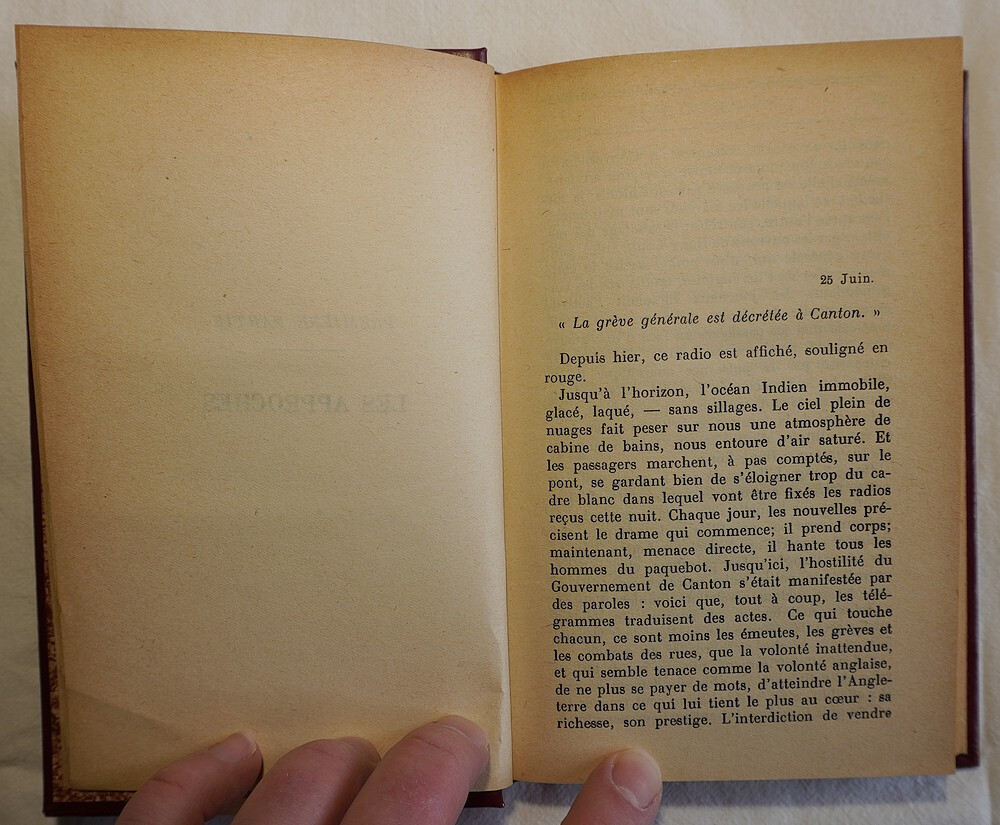 PREMIÈRE PARTIE
LES APPROCHES
25 Juin.
« La grève générale est décrétée à Canton. »
Depuis hier, ce radio est affiché, souligné en
rouge.
Jusqu'à l'horizon, l'océan Indien immobile,
glacé, laqué, — sans sillages. Le ciel plein de
nuages fait peser sur nous une atmosphère de
cabine de bains, nous entoure d'air saturé. Et
les passagers marchent, à pas comptés, sur le
pont, se gardant bien de s'éloigner trop du ca-
dre blanc dans lequel vont être fixés les radios
reçus cette nuit. Chaque jour, les nouvelles pré-
cisent le drame qui commence; il prend corps;
maintenant, menace directe, il hante tous les
hommes du paquebot. Jusqu'ici, l'hostilité du
Gouvernement de Canton s'était manifestée par
des paroles : voici que, tout à coup, les télé-
grammes traduisent des actes. Ce qui touche
chacun, ce sont moins les émeutes, les grèves et
les combats des rues, que la volonté inattendue,
et qui semble tenace comme la volonté anglaise,
de ne plus se payer de mots, d'atteindre l'Angle-
terre dans ce qui lui tient le plus au cœur : sa
richesse, son prestige. L'interdiction de vendre